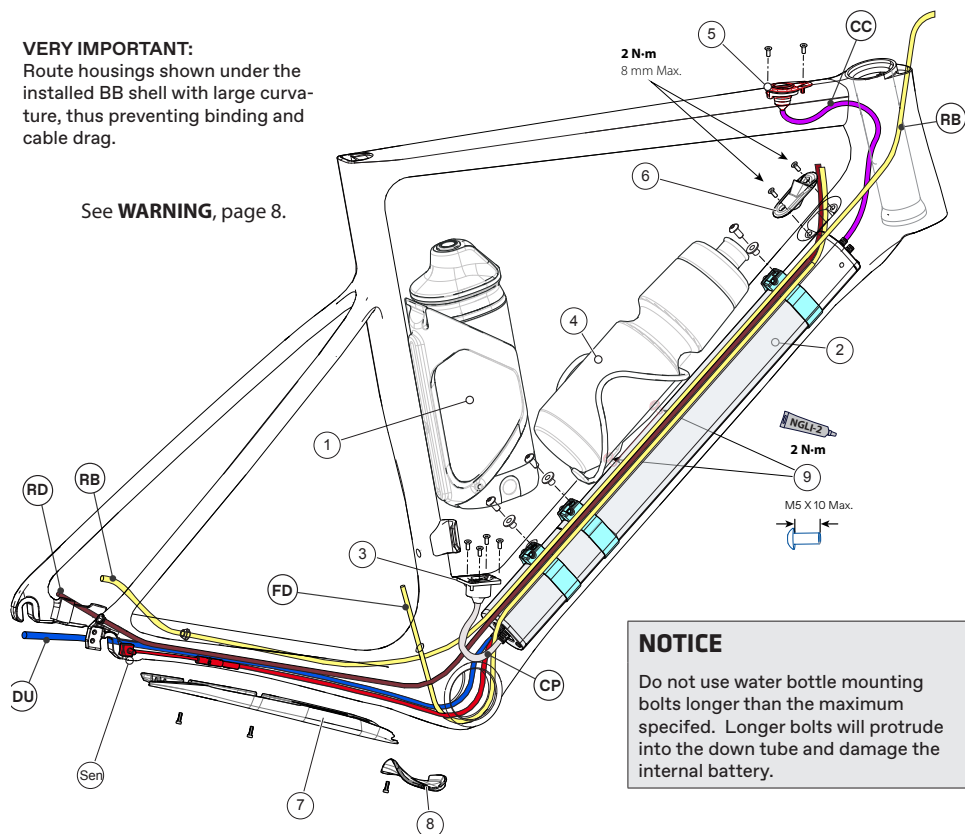 VERY IMPORTANT:
Route housings shown under the
installed BB shell with large curva-
ture, thus preventing binding and
cable drag.
See WARNING, page 8.
2 N·m
8 mm Max.
5
CC
RB
6
4
2
1
NGLI-2
2 N·m
9
M5 X 10 Max.
RD
RB
3
FD
DU
CP
Sen
7
8
NOTICE
Do not use water bottle mounting
bolts longer than the maximum
specifed. Longer bolts will protrude
into the down tube and damage the
internal battery.